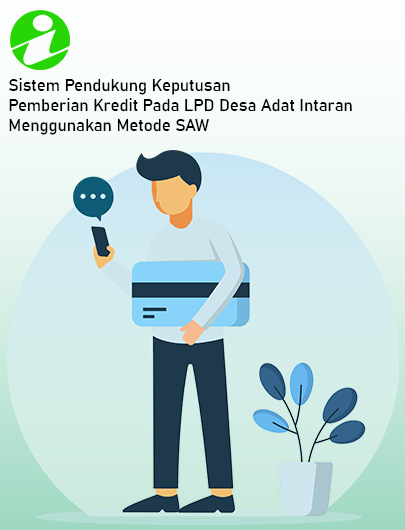 Sistem Pendukung Keputusan
Pemberian Kredit Pada LPD Desa Adat Intaran
Menggunakan Metode SAW